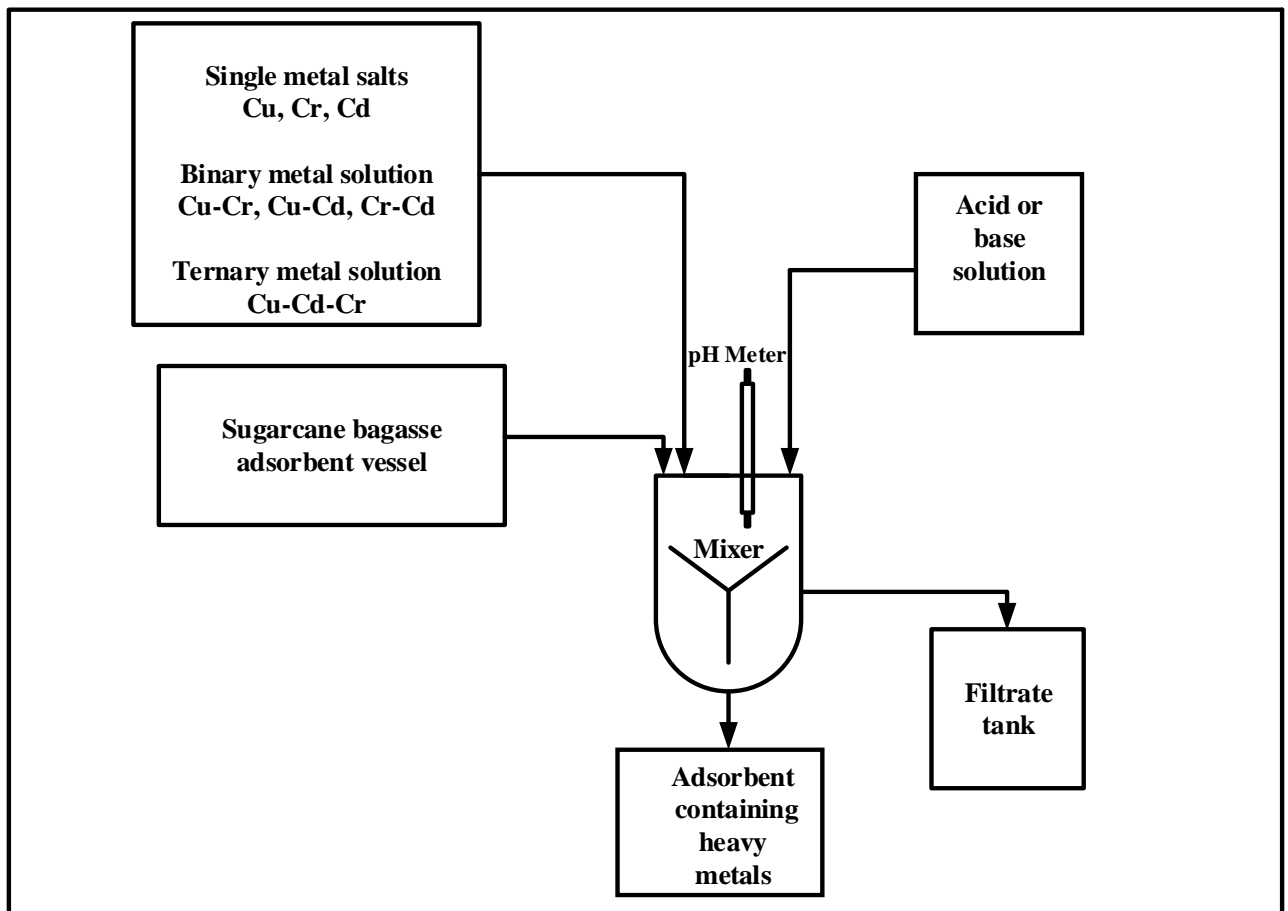 Single metal salts
Cu, Cr, Cd
Binary metal solution
Cu-Cr, Cu-Cd, Cr-Cd
Ternary metal solution
Cu-Cd-Cr
Acid or
base
solution
pH Meter
Sugarcane bagasse
adsorbent vessel
Mixer
Filtrate
tank
Adsorbent
containing
heavy
metals